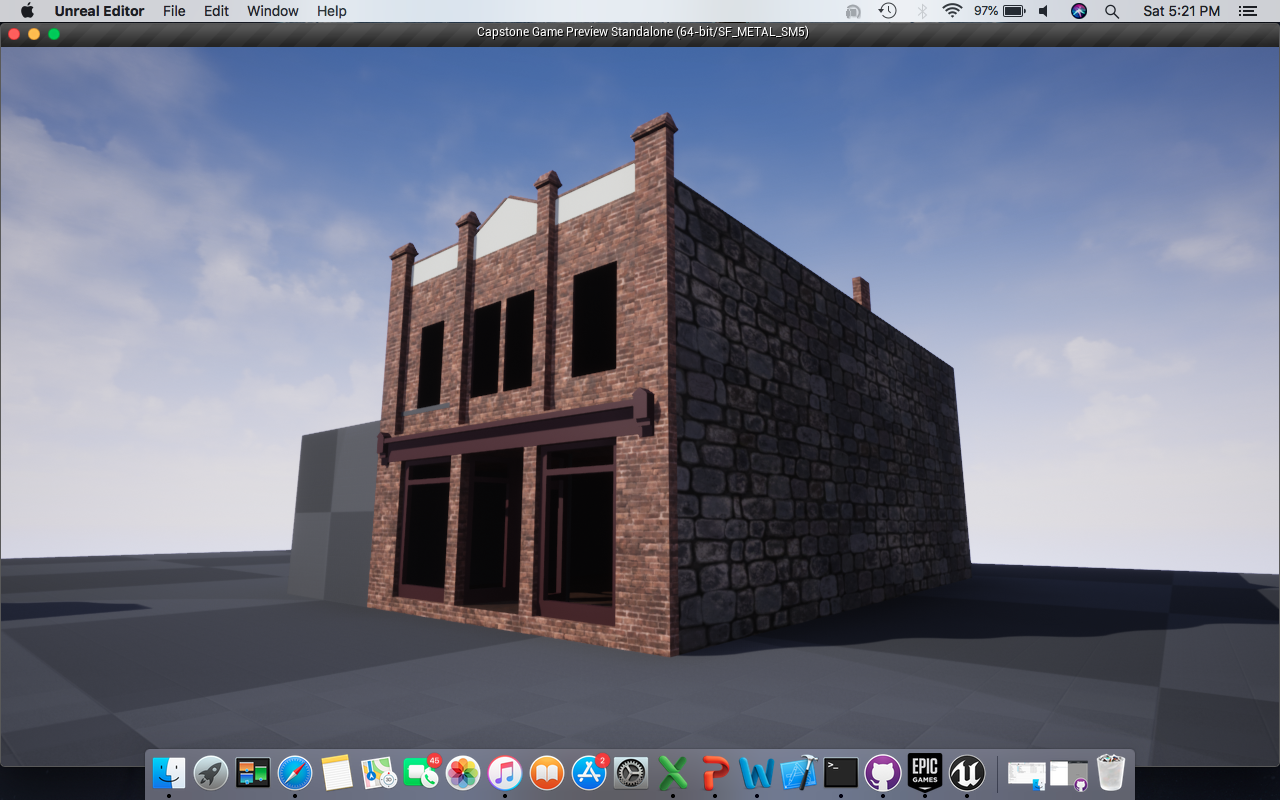 Unreal Editor File Edit Window Help 97% Sat 5:21 PM
Capstone Game Preview Standalone (64-bit/SF_METAL_SM5)
45
2
EPIC
GAMES